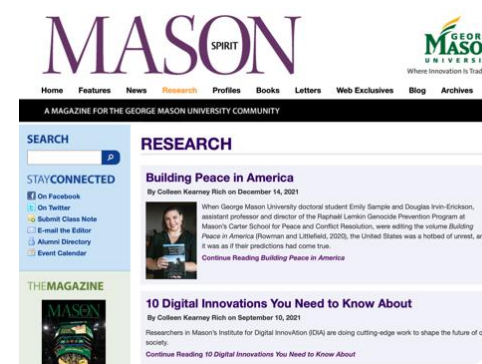 MASON
SPIRIT
MASO
UNIVERSI
Where Innovation Is Trad
Home Features News Research Profiles Books Letters Web Exclusives Blog Archives
A MAGAZINE FOR THE GEORGE MASON UNIVERSITY COMMUNITY
SEARCH
STAYCONNECTED
On Facebook
On Twitter
Submit Class Note
E-mail the Editor
Alumni Directory
Event Calendar
THEMAGAZINE
MASON
RESEARCH
Building Peace in America
By Colleen Kearney Rich on December 14, 2021
When George Mason University doctoral student Emily Sample and Douglas Irvin-Erickson,
assistant professor and director of the Raphaël Lemkin Genocide Prevention Program at
Mason's Carter School for Peace and Conflict Resolution, were editing the volume Building
Peace in America (Rowman and Littlefield, 2020), the United States was a hotbed of unrest, an
it was as if their predictions had come true.
Continue Reading Building Peace in America
10 Digital Innovations You Need to Know About
By Colleen Kearney Rich on September 10, 2021
Researchers in Mason's Institute for Digital InnovAtion (IDIA) are doing cutting-edge work to shape the future of
society.
Continue Reading 10 Digital Innovations You Need to Know About